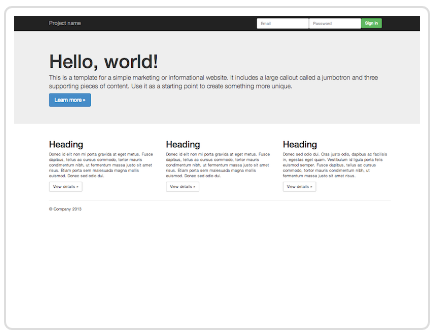 Project name
Email
Password
Sign in
Hello, world!
This is a template for a simple marketing or informational website. It includes a large callout called a jumbotron and three
supporting pieces of content. Use it as a starting point to create something more unique.
Learn more »
Heading
Donec id elit non mi porta gravida at eget metus. Fusce
dapibus, tellus ac cursus commodo, tortor mauris
condimentum nibh, ut fermentum massa justo sit amet
risus. Etiam porta sem malesuada magna mollis
euismod. Donec sed odio dui.
View details »
Heading
Donec id elit non mi porta gravida at eget metus. Fusce
dapibus, tellus ac cursus commodo, tortor mauris
condimentum nibh, ut fermentum massa justo sit amet
risus. Etiam porta sem malesuada magna mollis
euismod. Donec sed odio dui.
View details »
Heading
Donec sed odio dui. Cras justo odio, dapibus ac facilisis
in, egestas eget quam. Vestibulum id ligula porta felis
euismod semper. Fusce dapibus, tellus ac cursus
commodo, tortor mauris condimentum nibh, ut
fermentum massa justo sit amet risus.
View details »
© Company 2013